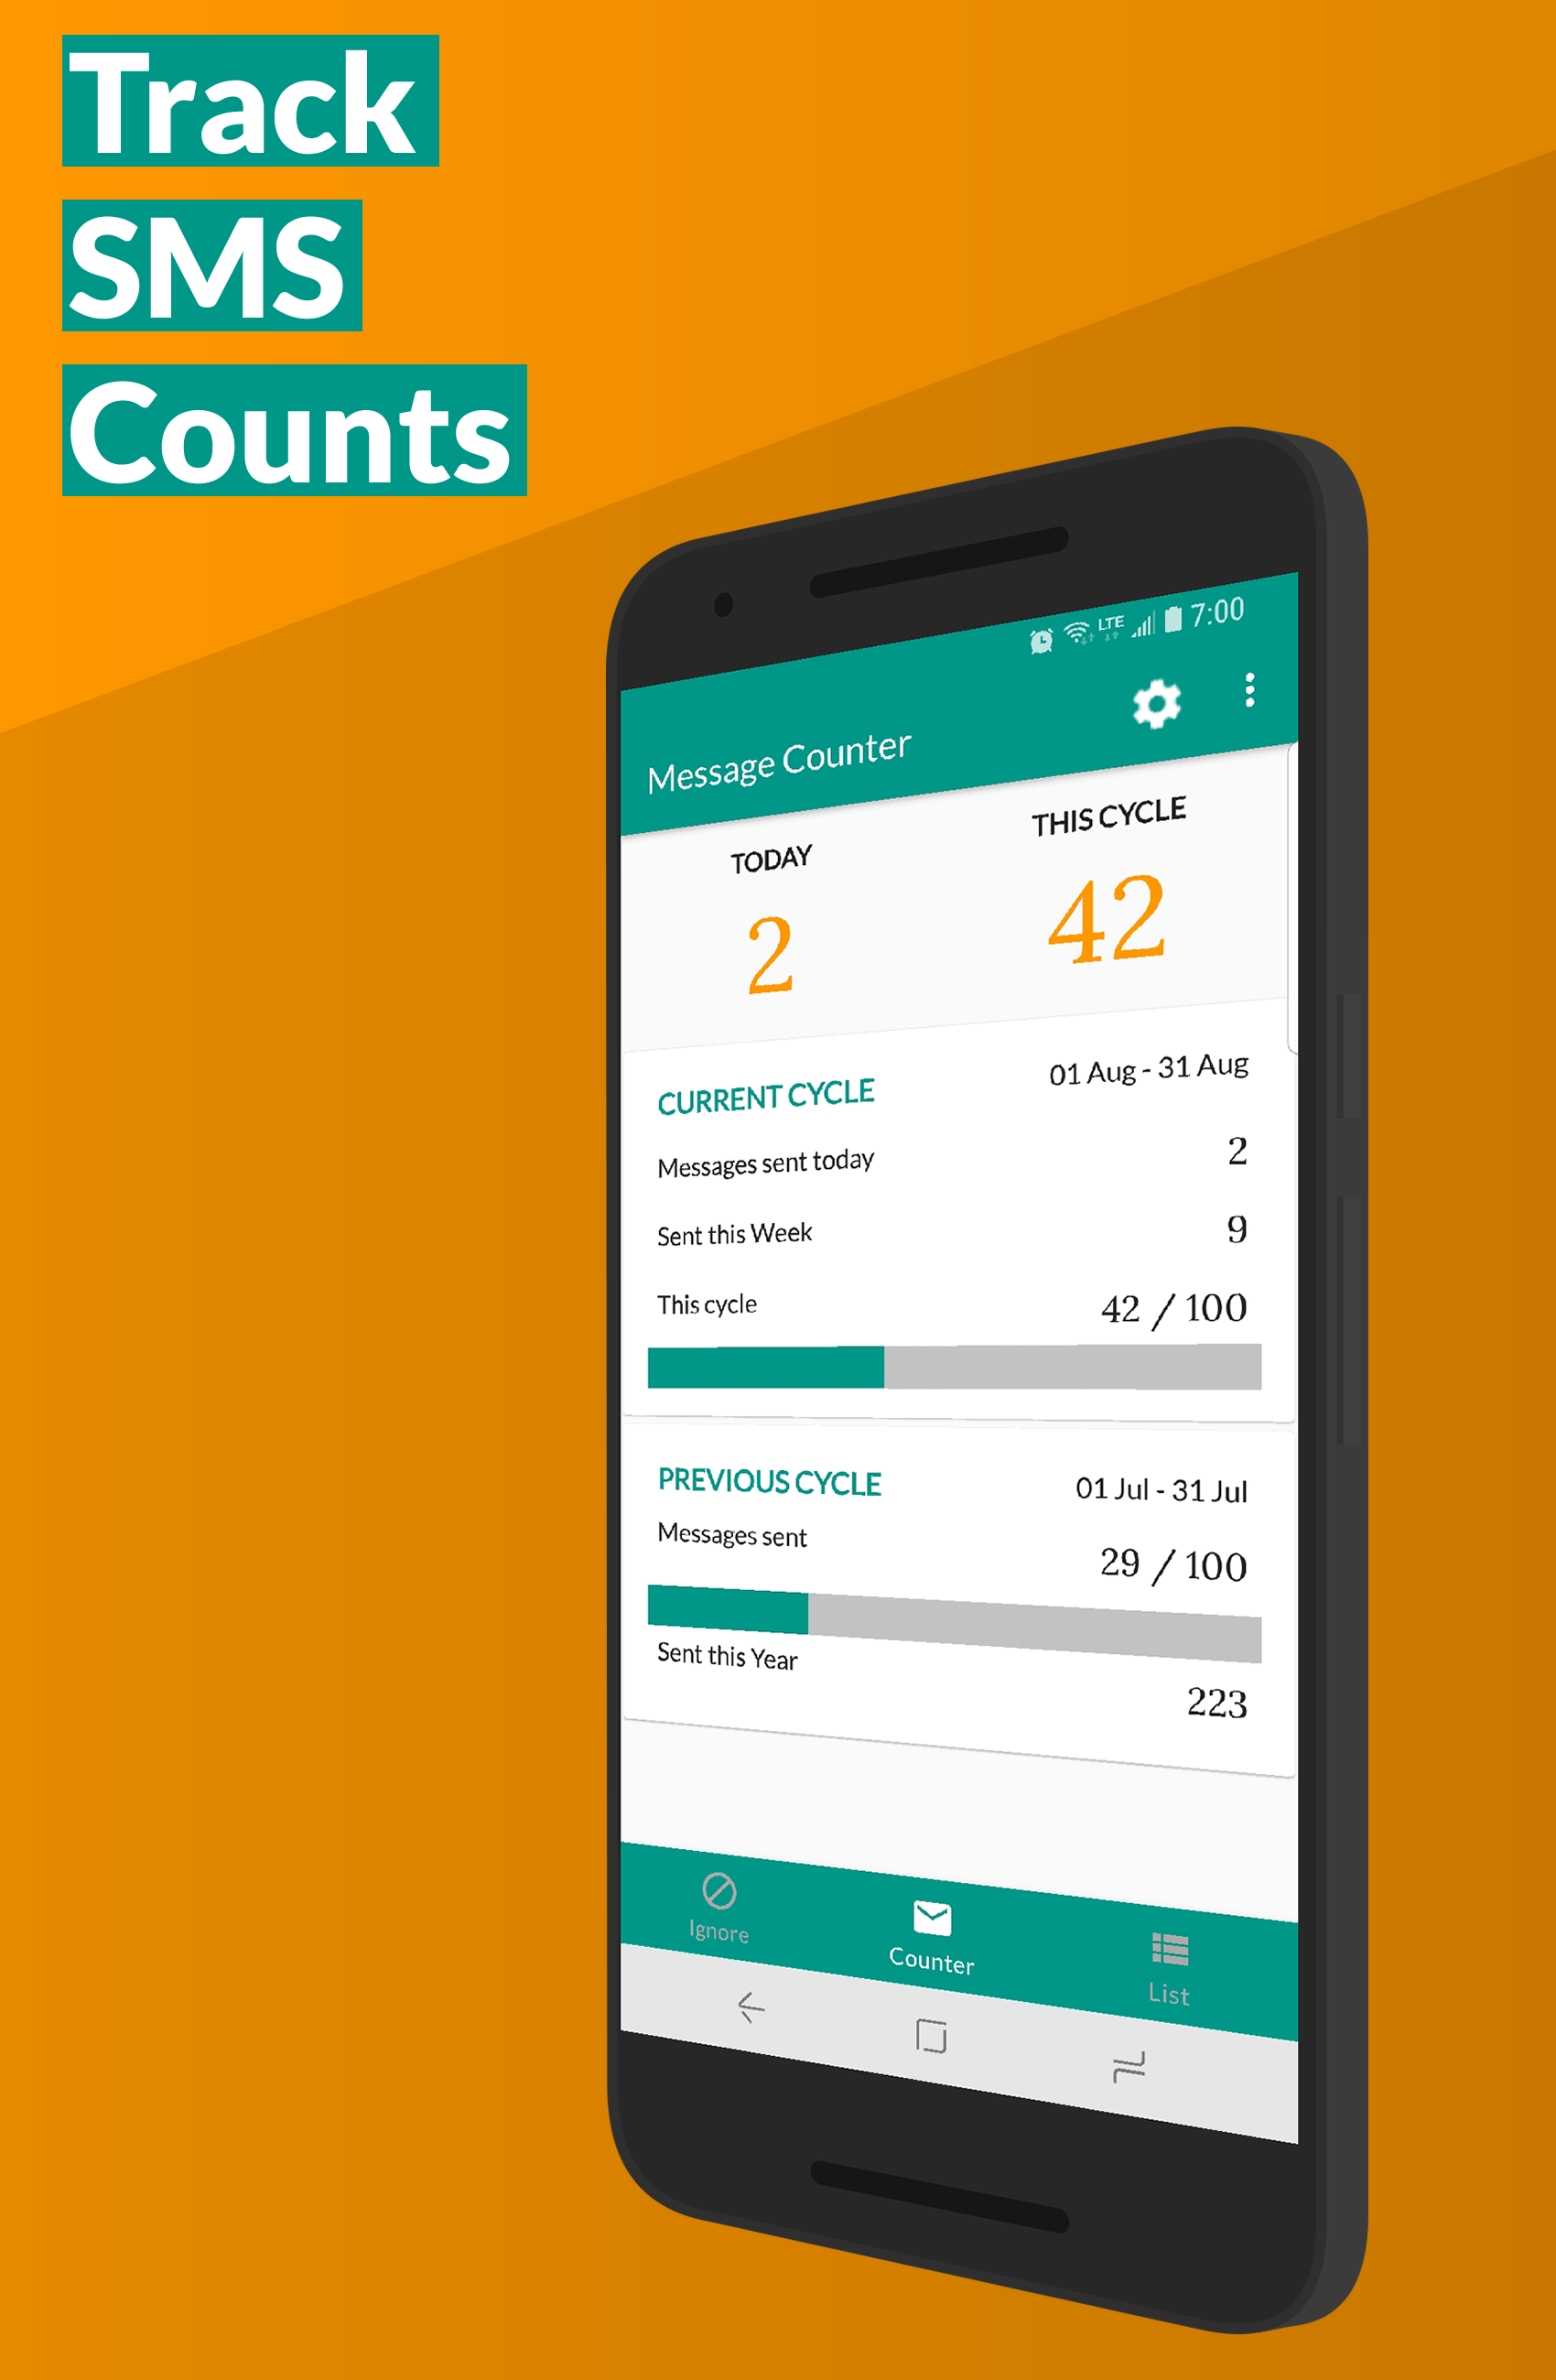 Track
SMS
Counts
LTE 7:00
Message Counter
TODAY THIS CYCLE
2 42
CURRENT CYCLE 01 Aug - 31 Aug
Messages sent today 2
Sent this Week 9
This cycle 42 / 100
PREVIOUS CYCLE 01 Jul - 31 Jul
Messages sent 29 / 100
Sent this Year 223
Ignore Counter List